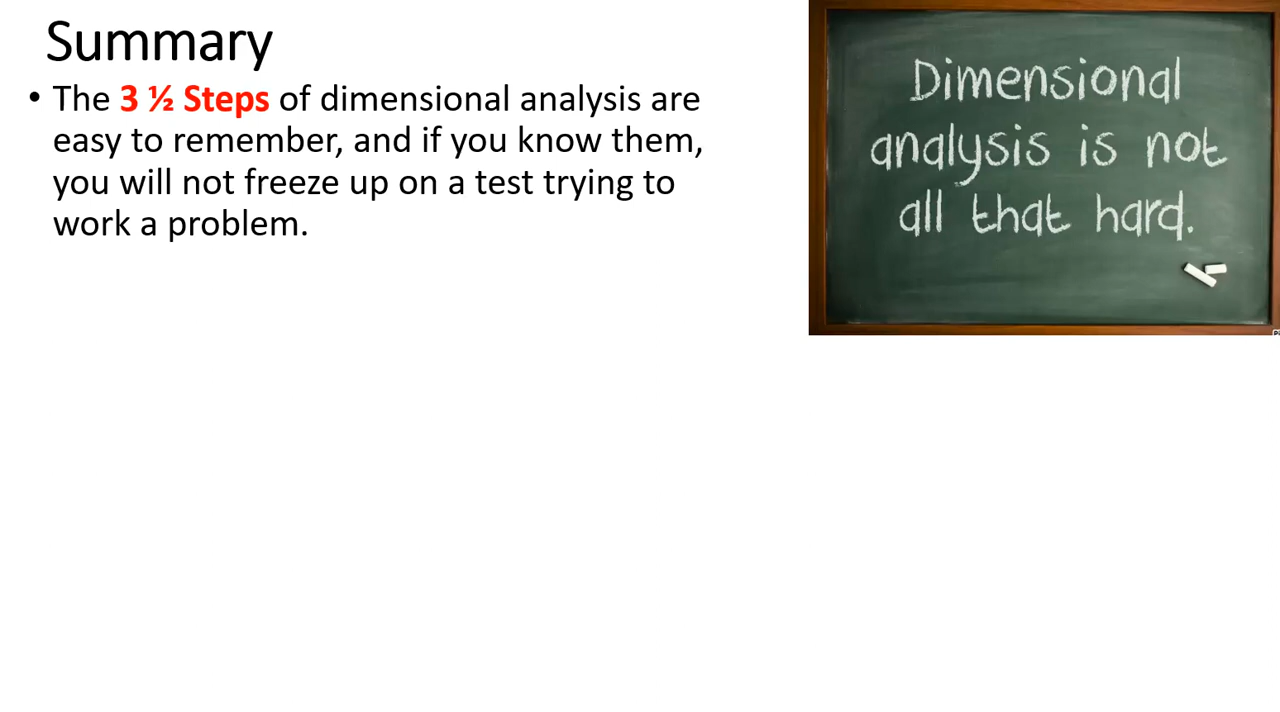 Summary
• The 3 ½ Steps of dimensional analysis are
easy to remember, and if you know them,
you will not freeze up on a test trying to
work a problem.
Dimensional
analysis is not
all that hard.